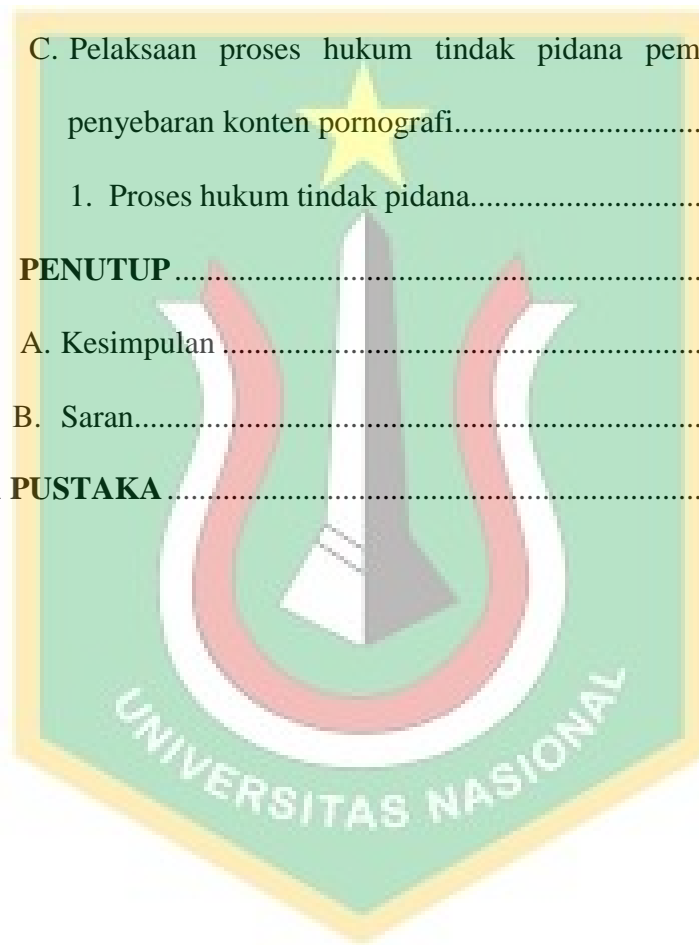 C. Pelaksaan proses hukum tindak pidana pem
penyebaran konten pornografi..............................
1. Proses hukum tindak pidana............................
PENUTUP..................................................................
A. Kesimpulan ............................................................
B. Saran.......................................................................
PUSTAKA..................................................................
UNIVERSITAS NASIONAL